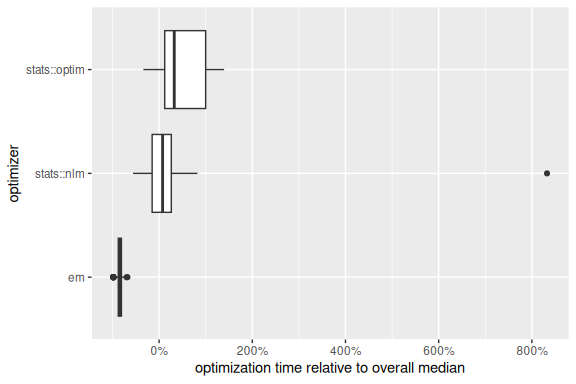 optimizer
stats::optim
stats::nlm
em
0% 200% 400% 600% 800%
optimization time relative to overall median